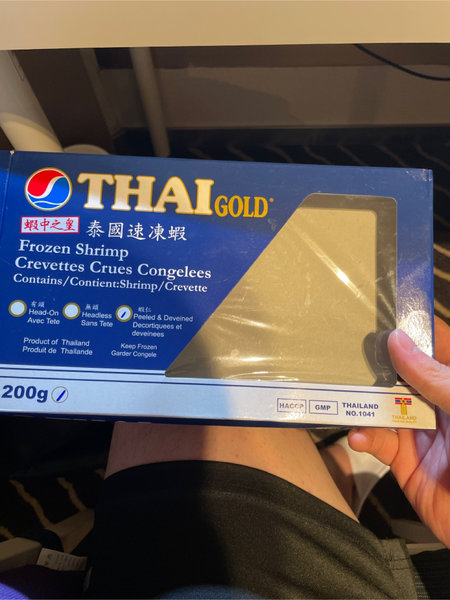 THAI GOLD®
蝦中之皇 泰國速凍蝦
Frozen Shrimp
Crevettes Crues Congelees
Contains/Contient:Shrimp/Crevette
有頭
Head-On
Avec Tete
無頭
Headless
Sans Tete
蝦仁
Peeled & Deveined
Decortiquees et
deveinees
Product of Thailand
Produit de Thailande
Keep Frozen
Garder Congele
200g
HACCP
GMP
THAILAND
NO.1041
THAILAND